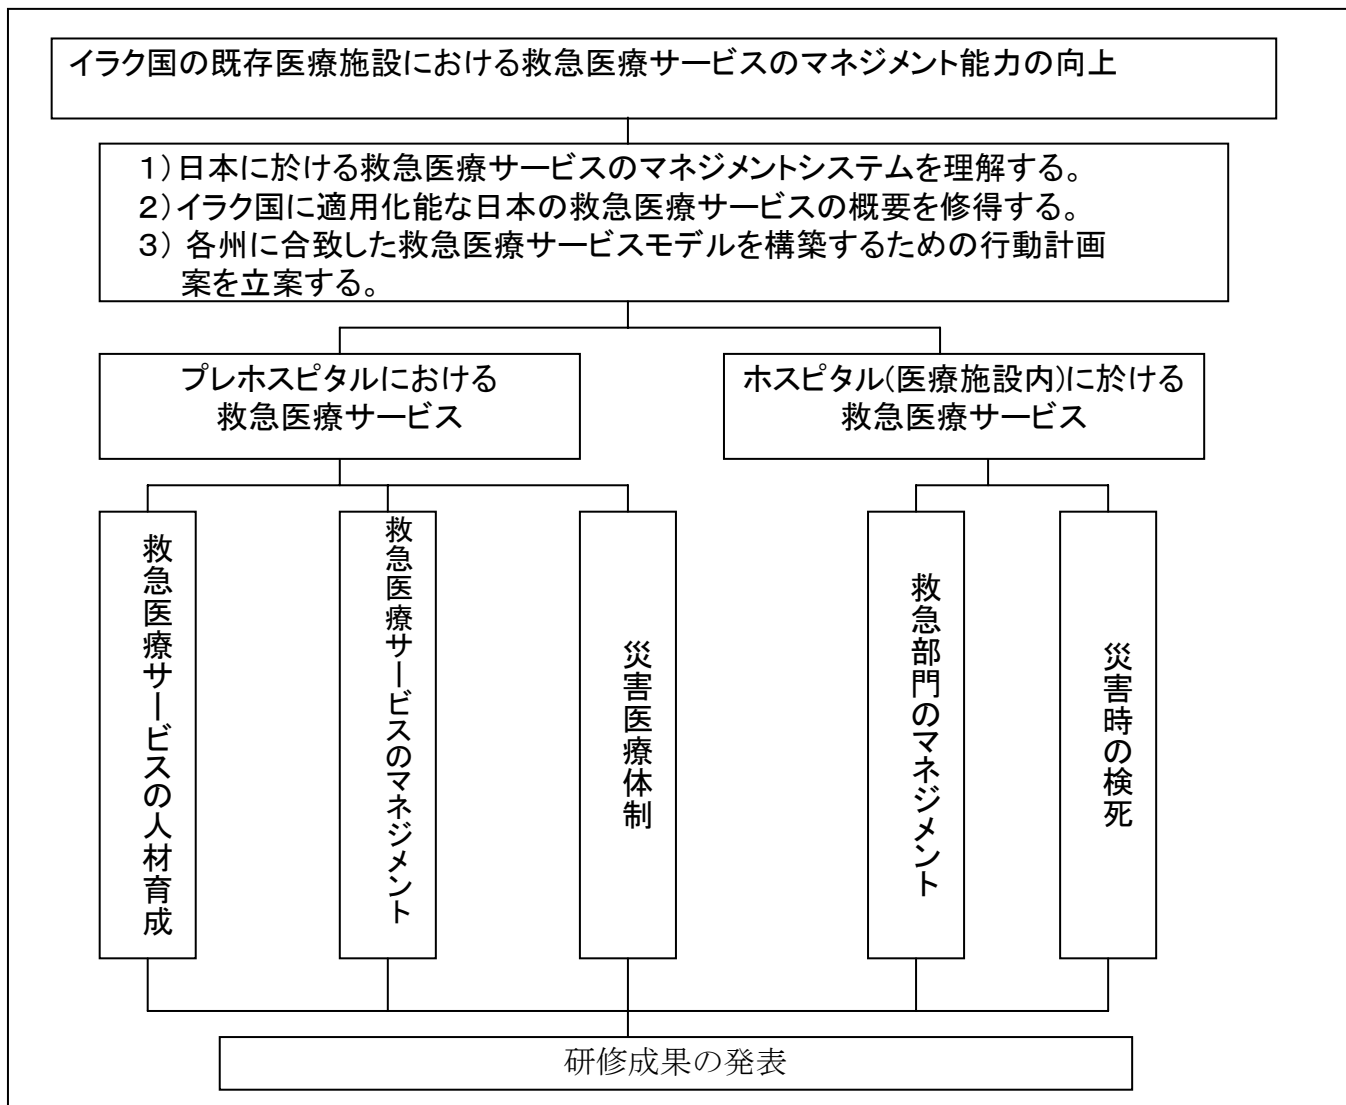 イラク国の既存医療施設における救急医療サービスのマネジメント能力の向上
1)日本に於ける救急医療サービスのマネジメントシステムを理解する。
2)イラク国に適用化能な日本の救急医療サービスの概要を修得する。
3) 各州に合致した救急医療サービスモデルを構築するための行動計画
案を立案する。
プレホスピタルにおける
救急医療サービス
ホスピタル(医療施設内)に於ける
救急医療サービス
救急医療サービスの人材育成
救急医療サービスのマネジメント
災害医療体制
救急部門のマネジメント
災害時の検死
研修成果の発表